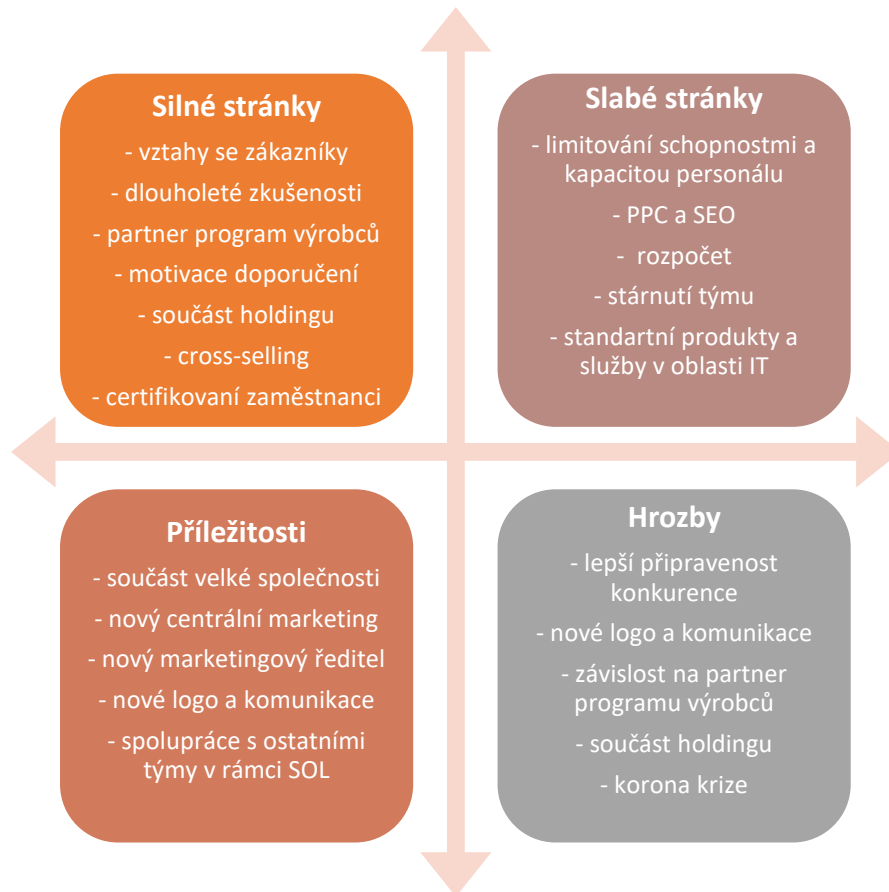 Silné stránky
- vztahy se zákazníky
- dlouholeté zkušenosti
- partner program výrobců
- motivace doporučení
- součást holdingu
- cross-selling
- certifikovaní zaměstnanci
Slabé stránky
- limitování schopnostmi a
kapacitou personálu
- PPC a SEO
- rozpočet
- stárnutí týmu
- standartní produkty a
služby v oblasti IT
Příležitosti
- součást velké společnosti
- nový centrální marketing
- nový marketingový ředitel
- nové logo a komunikace
- spolupráce s ostatními
týmy v rámci SOL
Hrozby
- lepší připravenost
konkurence
- nové logo a komunikace
- závislost na partner
programu výrobců
- součást holdingu
- korona krize